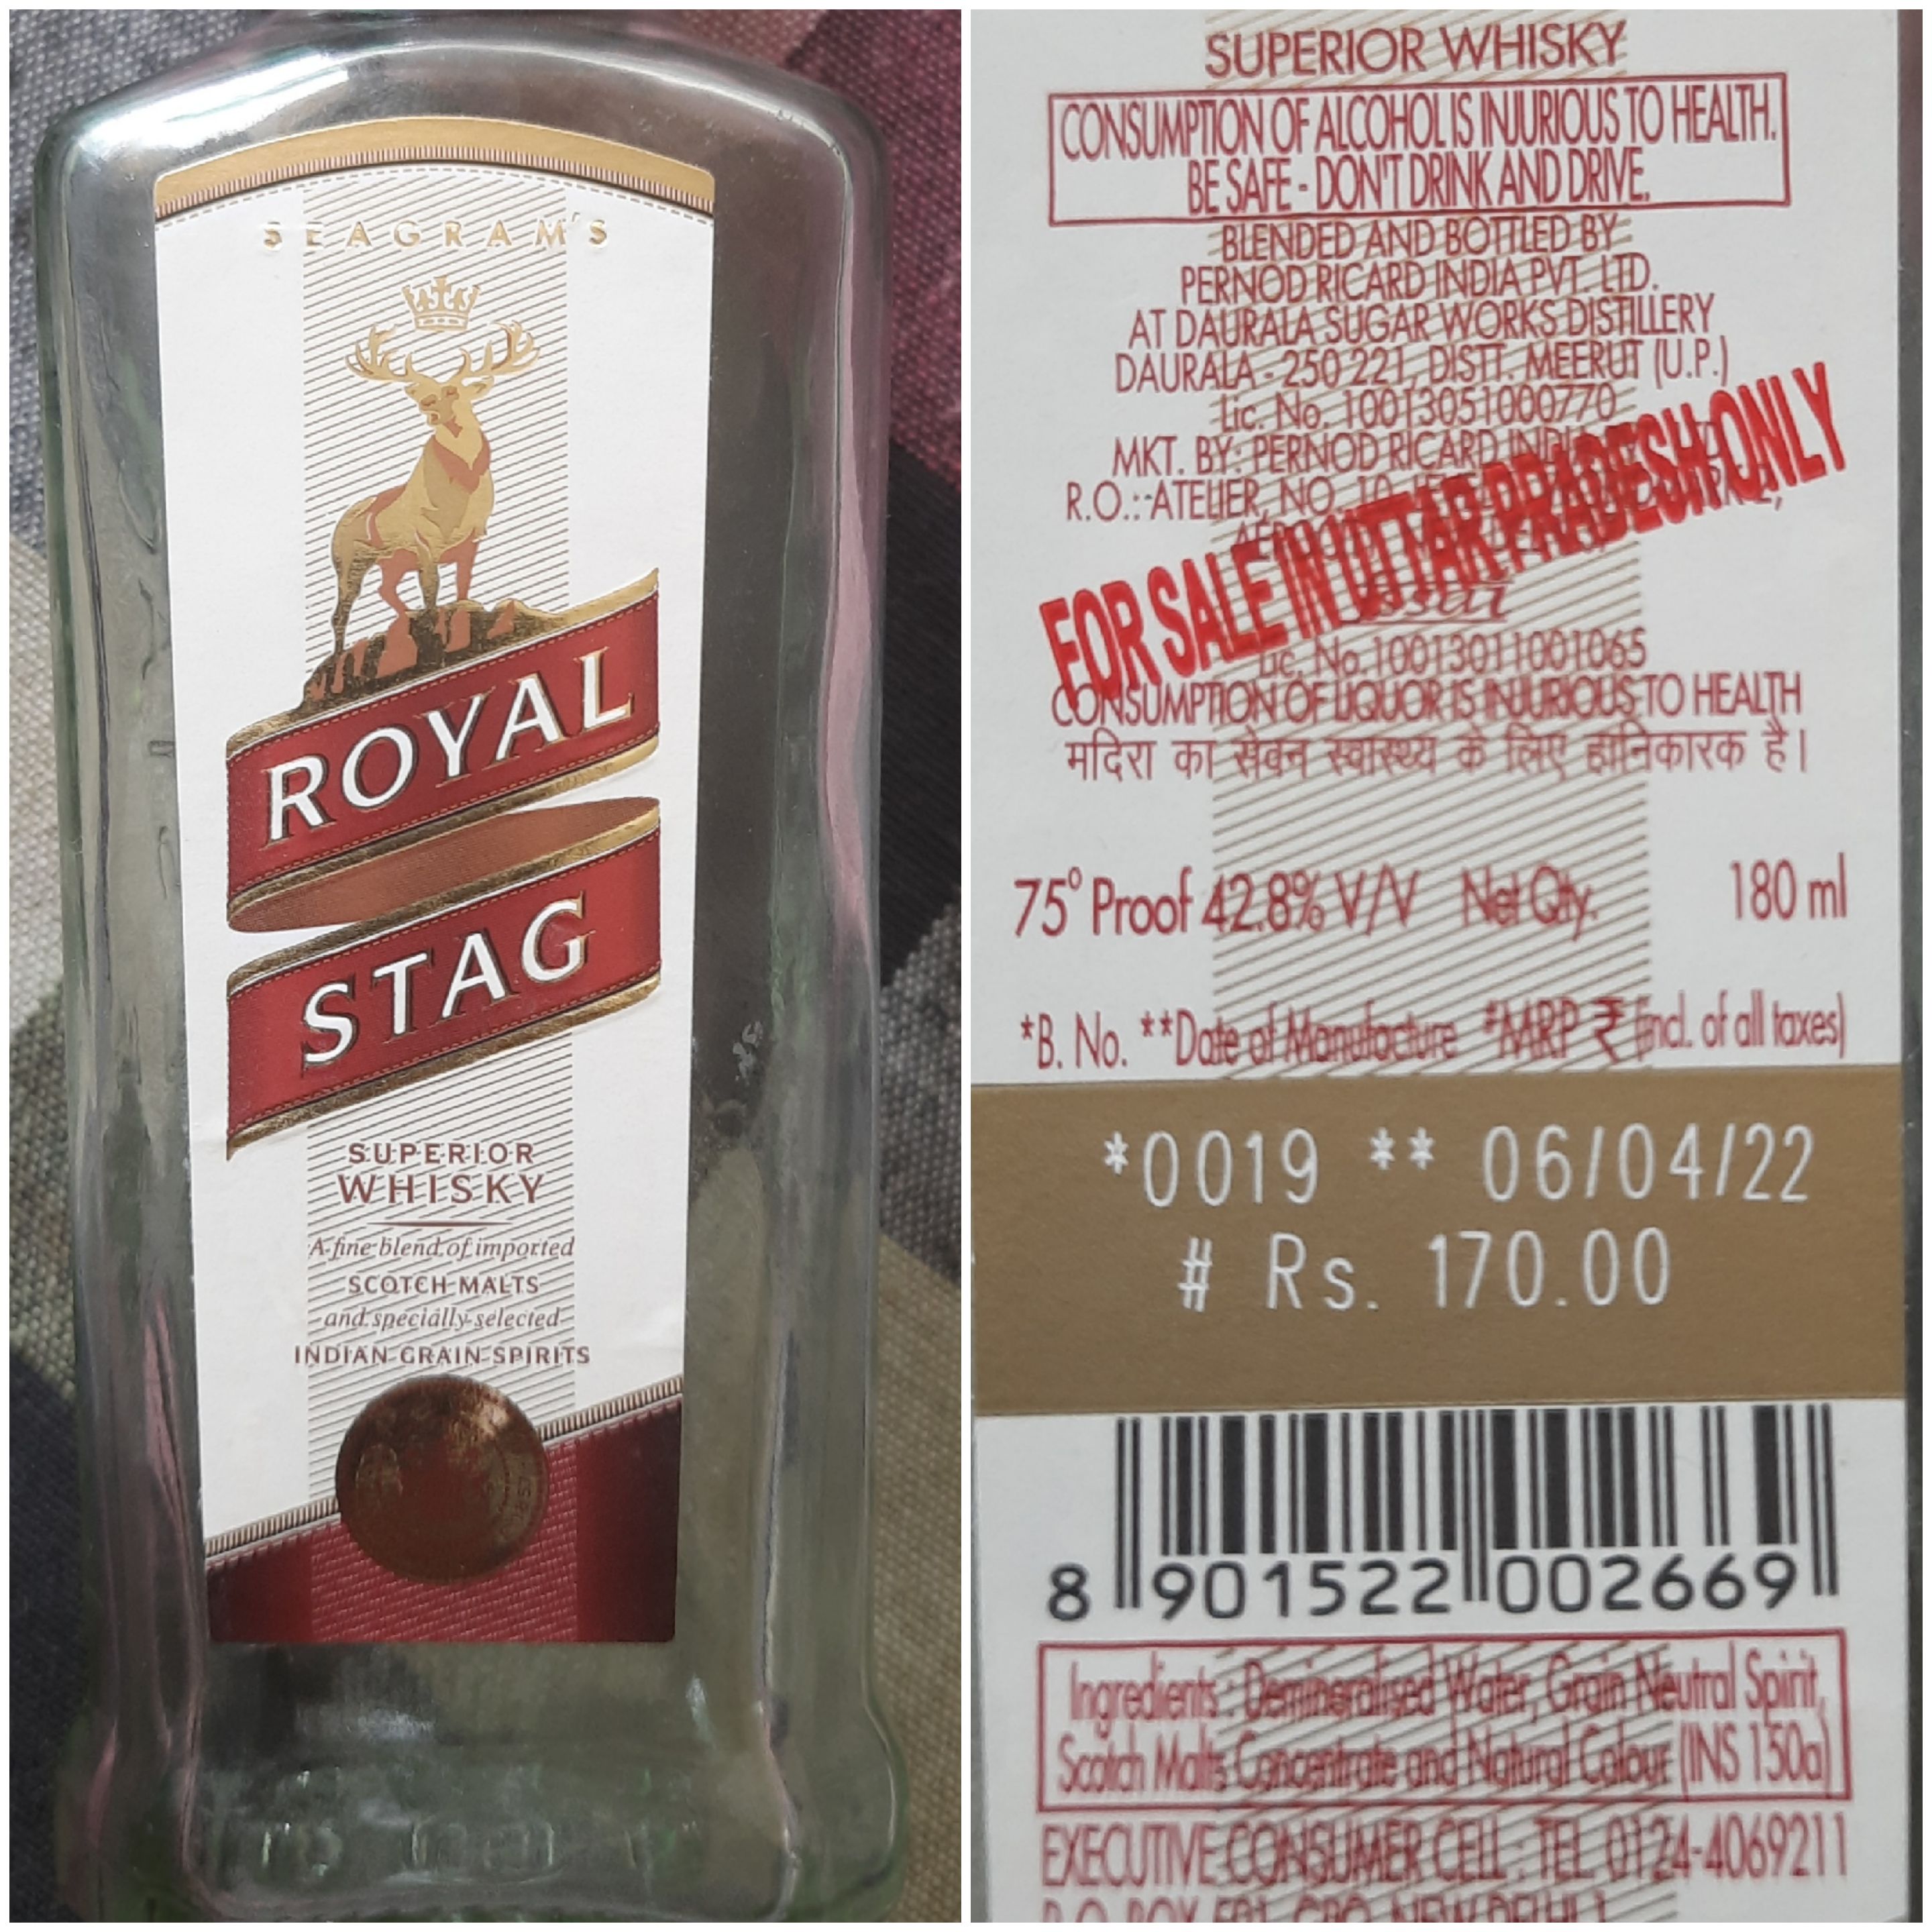 SEAGRAM'S
ROYAL
STAG
SUPERIOR
WHISKY
A fine blend of imported
SCOTCH MALTS
and specially selected
INDIAN GRAIN SPIRITS
SUPERIOR WHISKY
CONSUMPTION OF ALCOHOL IS INJURIOUS TO HEALTH.
BE SAFE - DON'T DRINK AND DRIVE.
BLENDED AND BOTTLED BY
PERNOD RICARD INDIA PVT. LTD.
AT DAURALA SUGAR WORKS DISTILLERY
DAURALA - 250 221, DISTT. MEERUT (U.P.)
Lic. No. 10013051000770
MKT. BY: PERNOD RICARD INDIA
R.O.: ATELIER, NO. 10,
FOR SALE IN UTTAR PRADESH ONLY
fssai
Lic. No.10013011001065
CONSUMPTION OF LIQUOR IS INJURIOUS TO HEALTH
मदिरा का सेवन स्वास्थ्य के लिए हानिकारक है।
75° Proof 42.8% V/V Net Qty. 180 ml
*B. No. **Date of Manufacture #MRP ₹ (incl. of all taxes)
*0019 ** 06/04/22
# Rs. 170.00
8 901522 002669
Ingredients : Demineralised Water, Grain Neutral Spirit,
Scotch Malts Concentrate and Natural Colour (INS 150a)
EXECUTIVE CONSUMER CELL : TEL. 0124-4069211